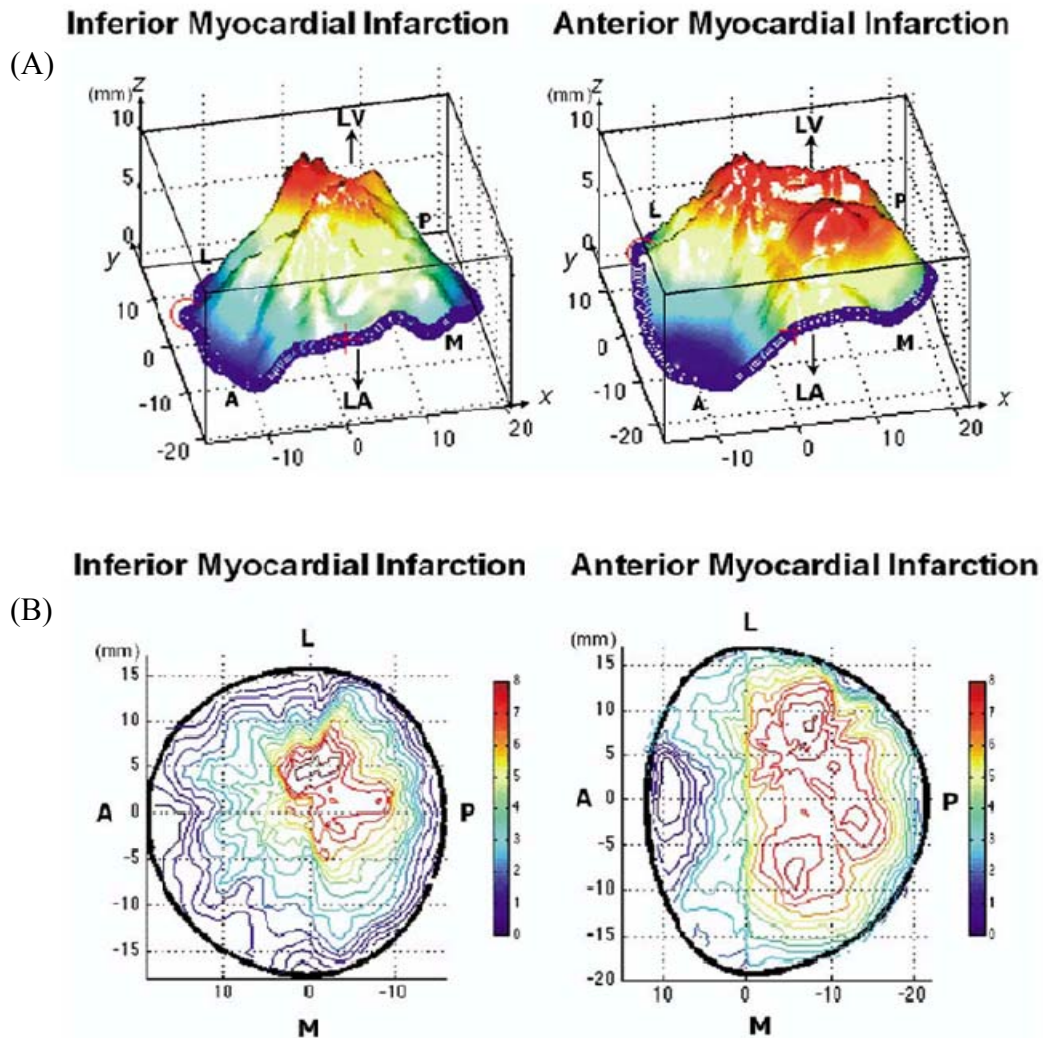 Inferior Myocardial Infarction Anterior Myocardial Infarction
(A)
z z
(mm) (mm)
10 10
LV LV
5 5
P P
0 L 0 L
y y
10 10
0 M 0 M
-10 A LA x -10 A LA x
-20 -10 0 10 20 -20 -10 0 10 20
Inferior Myocardial Infarction Anterior Myocardial Infarction
(B)
L L
(mm) (mm)
15 8 15 8
10 7 10 7
5 6 5 6
A 0 P 5 A 0 P 5
-5 4 -5 4
-10 3 -10 3
-15 2 -15 2
1 -20 1
0 0
10 0 -10 10 0 -10 -20
M M